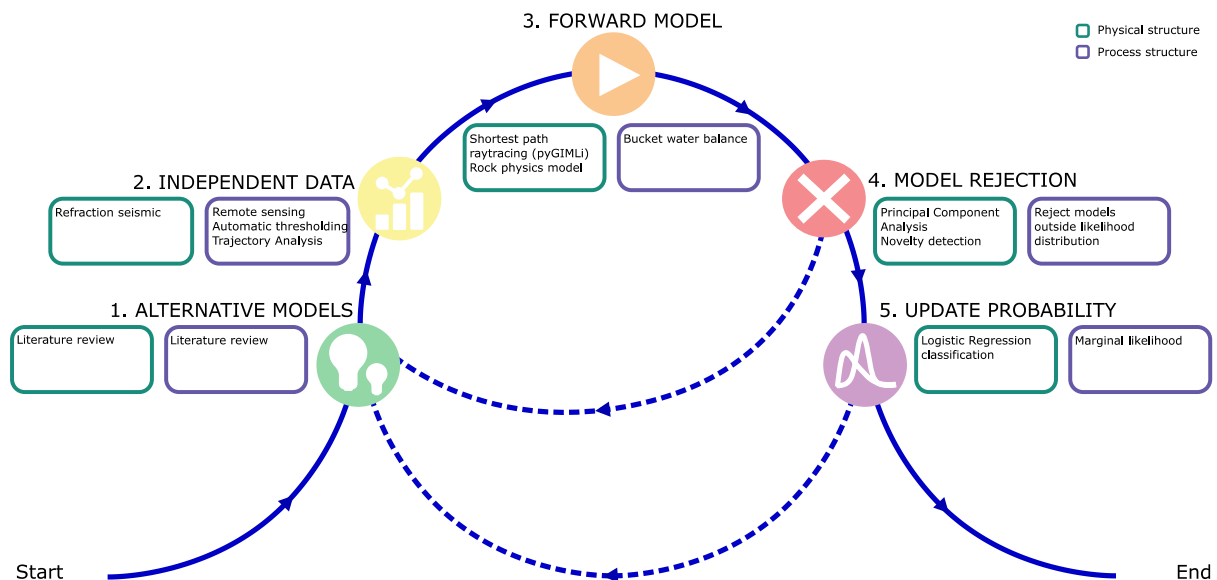 3. FORWARD MODEL
Physical structure
Process structure
Shortest path
raytracing (pyGIMLi)
Rock physics model
Bucket water balance
2. INDEPENDENT DATA
Refraction seismic
Remote sensing
Automatic thresholding
Trajectory Analysis
4. MODEL REJECTION
Principal Component
Analysis
Novelty detection
Reject models
outside likelihood
distribution
1. ALTERNATIVE MODELS
Literature review
Literature review
5. UPDATE PROBABILITY
Logistic Regression
classification
Marginal likelihood
Start
End